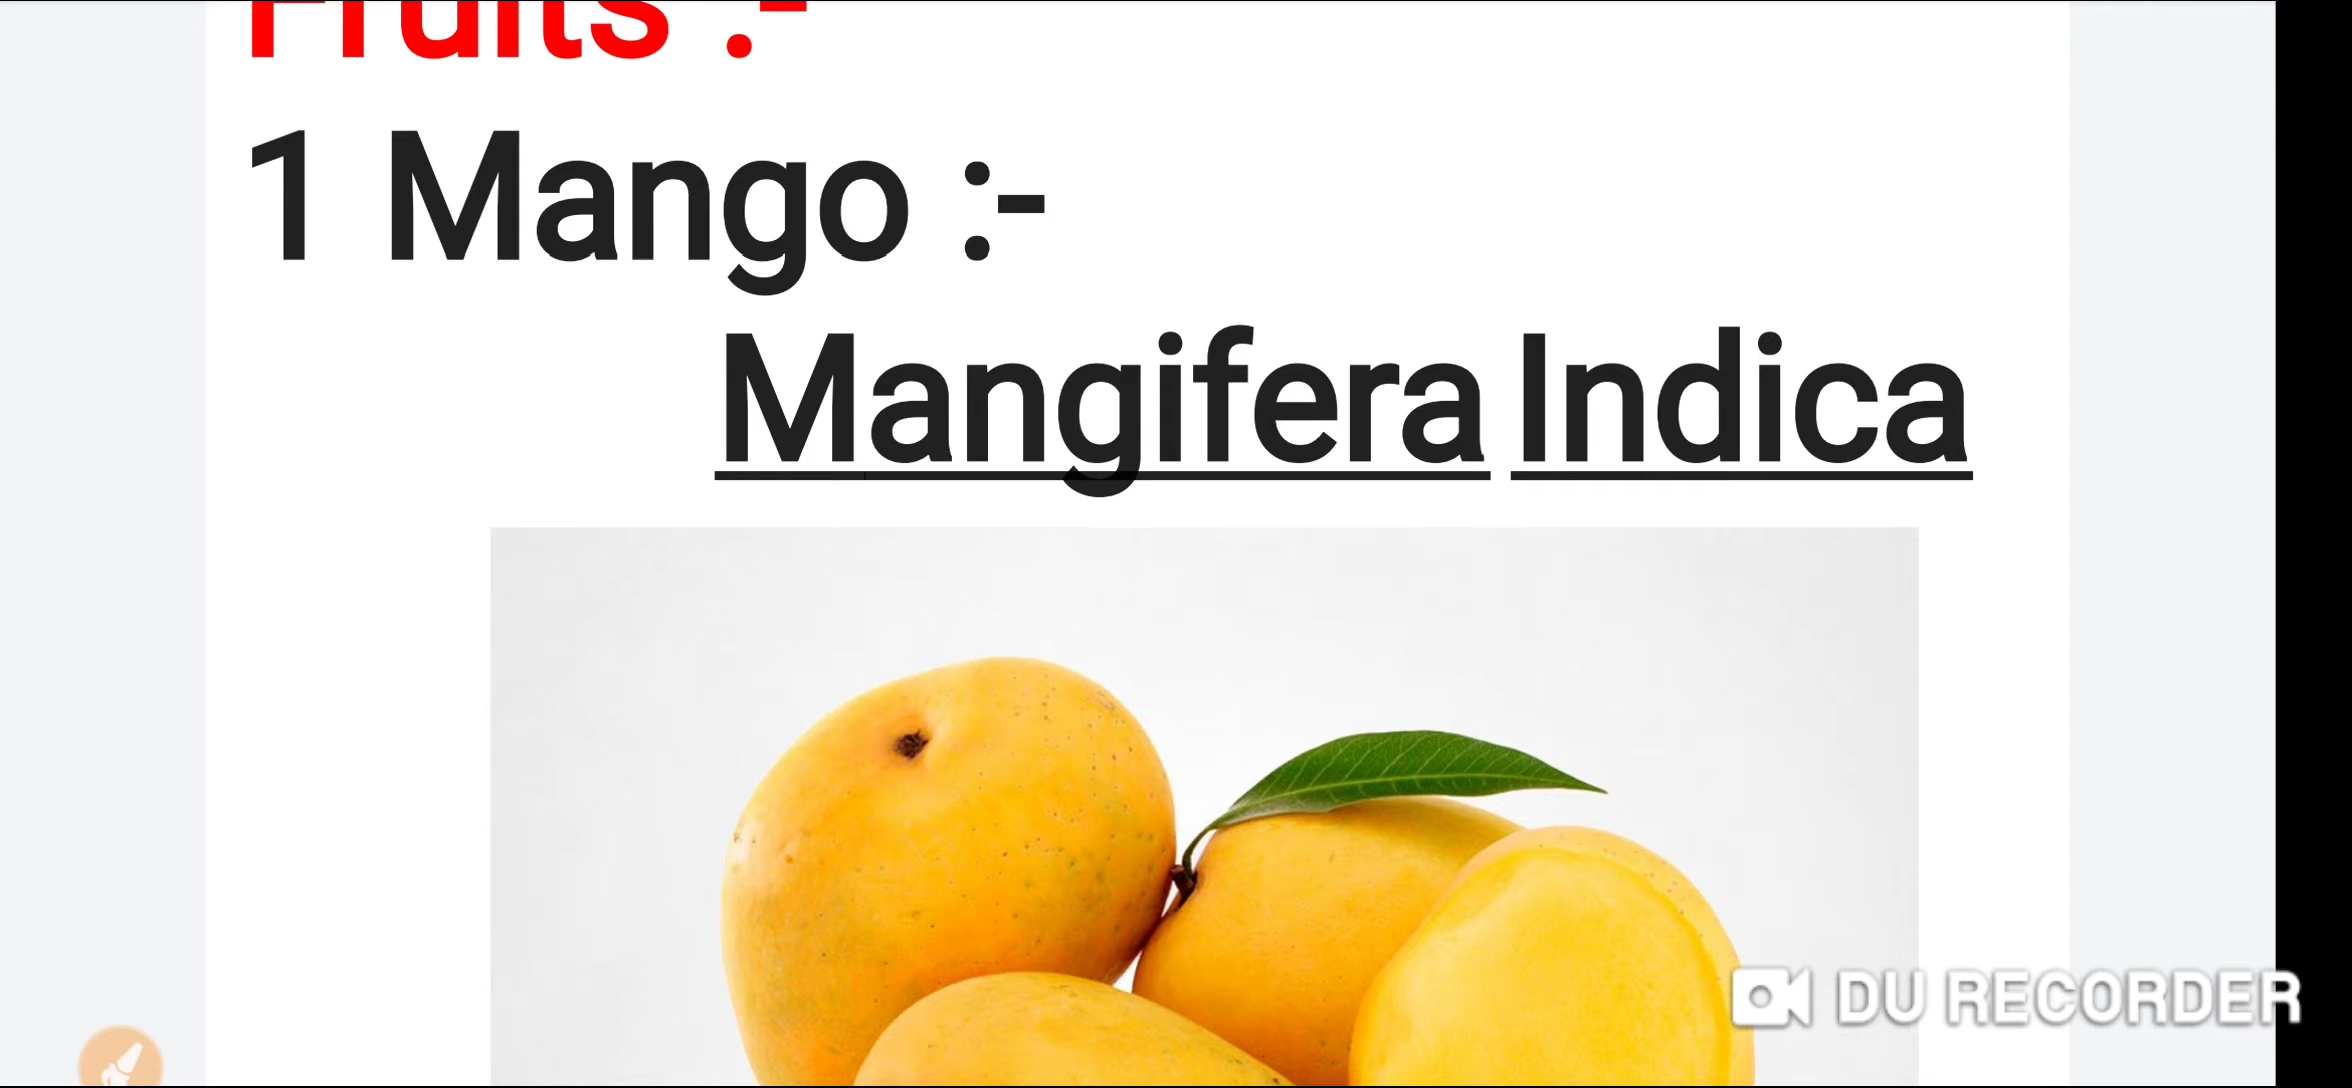 Fruits :-
1 Mango :-
Mangifera Indica
DU RECORDER